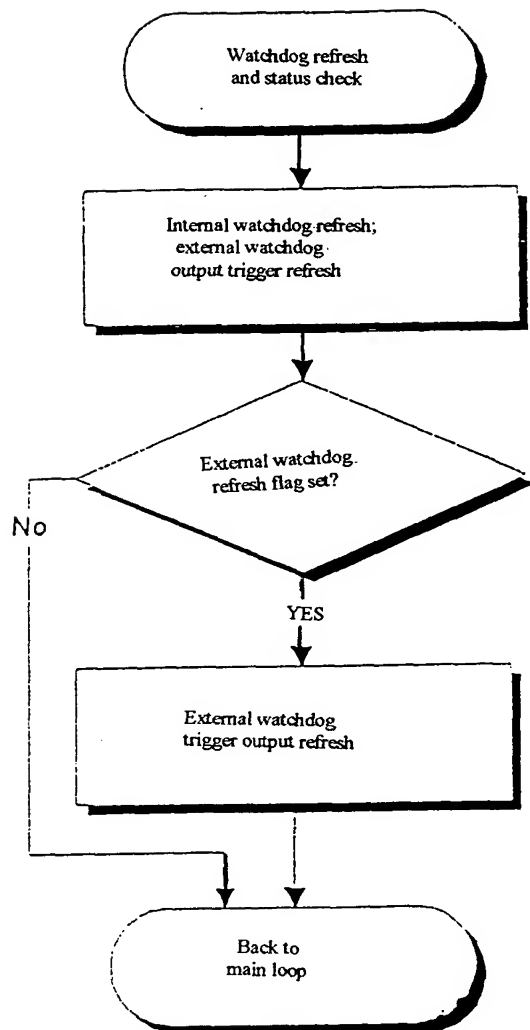 Watchdog refresh
and status check
Internal watchdog refresh;
external watchdog
output trigger refresh
External watchdog
refresh flag set?
No
YES
External watchdog
trigger output refresh
Back to
main loop